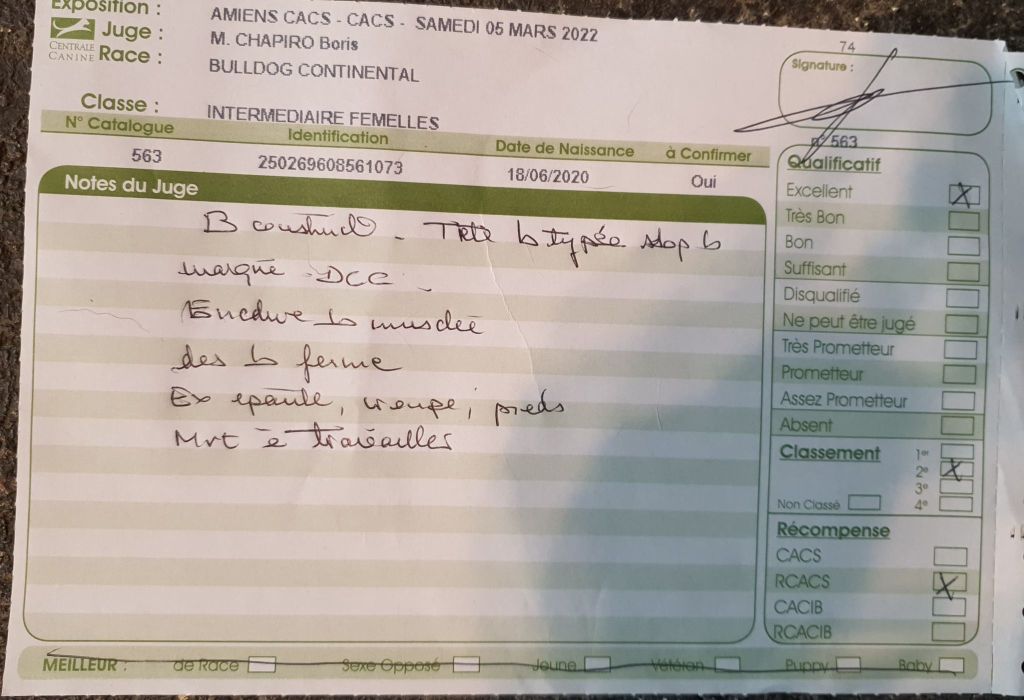 Exposition : AMIENS CACS - CACS - SAMEDI 05 MARS 2022
CENTRALE CANINE
Juge : M. CHAPIRO Boris
Race : BULLDOG CONTINENTAL
Classe : INTERMEDIAIRE FEMELLES
74
Signature :
n° 563
N° Catalogue Identification Date de Naissance à Confirmer
563 250269608561073 18/06/2020 Oui
Notes du Juge
B construct - Tete b typée stop b
marqué DCC -
Encolure b musclée
dos b ferme
Ex epaule, croupe, pieds
Mvt à travailler
Qualificatif
Excellent X
Très Bon
Bon
Suffisant
Disqualifié
Ne peut être jugé
Très Prometteur
Prometteur
Assez Prometteur
Absent
Classement 1er
2e X
3e
Non Classé 4e
Récompense
CACS
RCACS X
CACIB
RCACIB
MEILLEUR : de Race Sexe Opposé Jeune Vétéran Puppy Baby